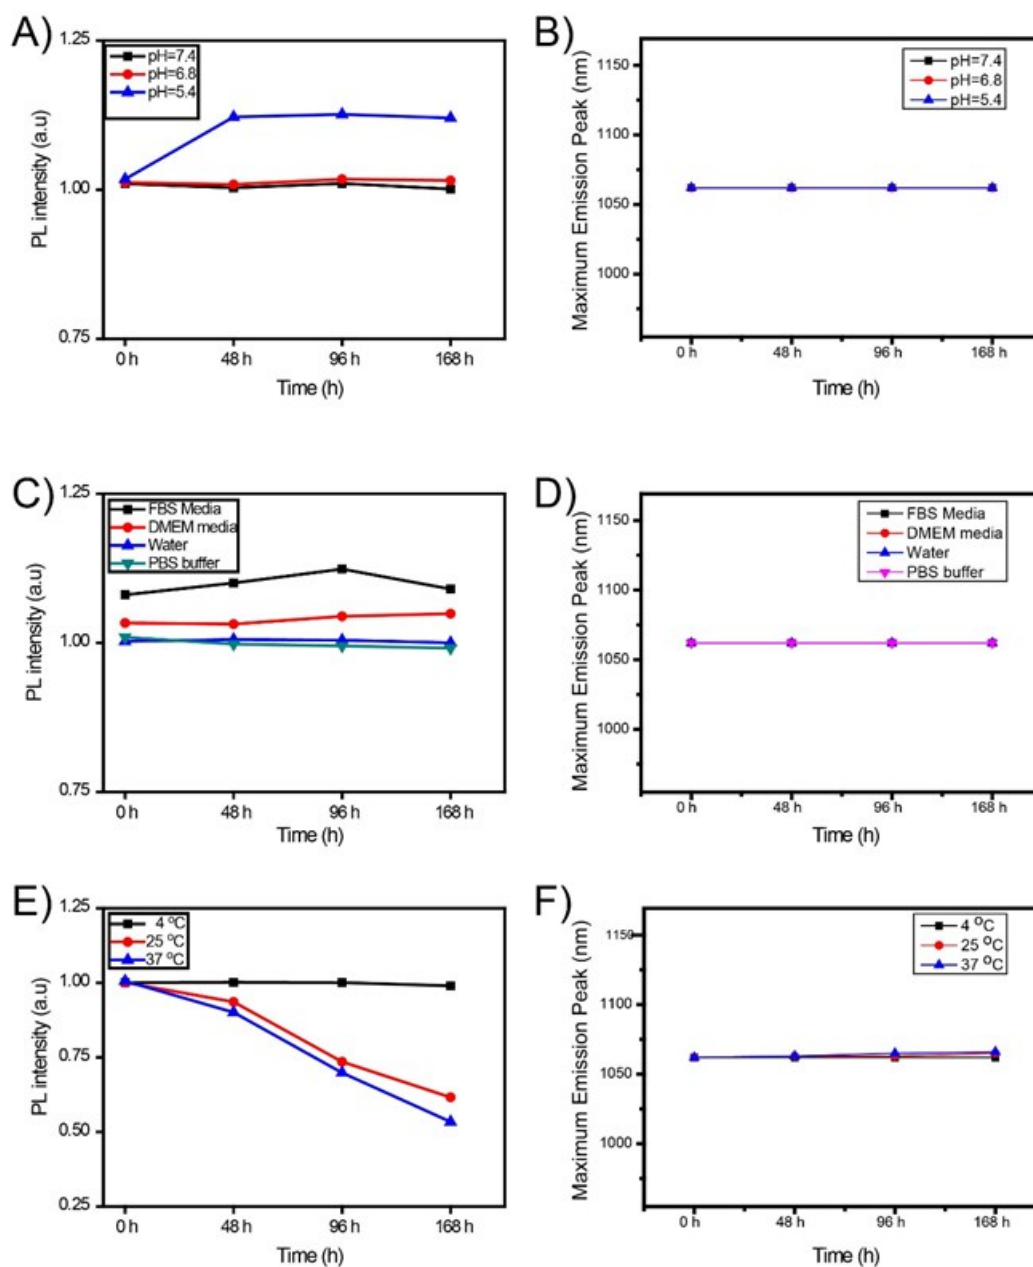 A)
1.25
1.00
0.75
PL intensity (a.u)
pH=7.4
pH=6.8
pH=5.4
0 h 48 h 96 h 168 h
Time (h)
B)
1150
1100
1050
1000
Maximum Emission Peak (nm)
pH=7.4
pH=6.8
pH=5.4
0 h 48 h 96 h 168 h
Time (h)
C)
1.25
1.00
0.75
PL intensity (a.u)
FBS Media
DMEM media
Water
PBS buffer
0 h 48 h 96 h 168 h
Time (h)
D)
1150
1100
1050
1000
Maximum Emission Peak (nm)
FBS Media
DMEM media
Water
PBS buffer
0 h 48 h 96 h 168 h
Time (h)
E)
1.25
1.00
0.75
0.50
0.25
PL intensity (a.u)
4 °C
25 °C
37 °C
0 h 48 h 96 h 168 h
Time (h)
F)
1150
1100
1050
1000
Maximum Emission Peak (nm)
4 °C
25 °C
37 °C
0 h 48 h 96 h 168 h
Time (h)